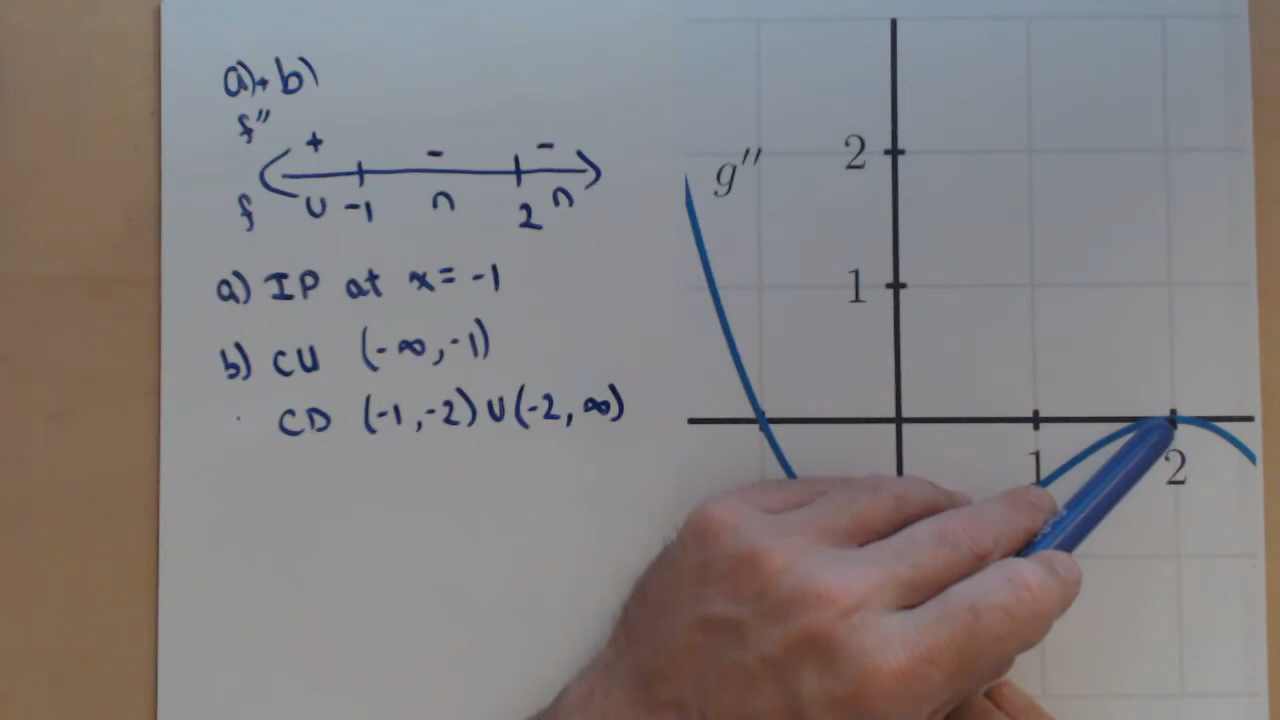 a)+b)
f"
+ - -
f ∪ -1 ∩ 2 ∩
a) IP at x = -1
b) CU (-∞,-1)
CD (-1,-2)∪(-2,∞)
g″
2
1
1 2